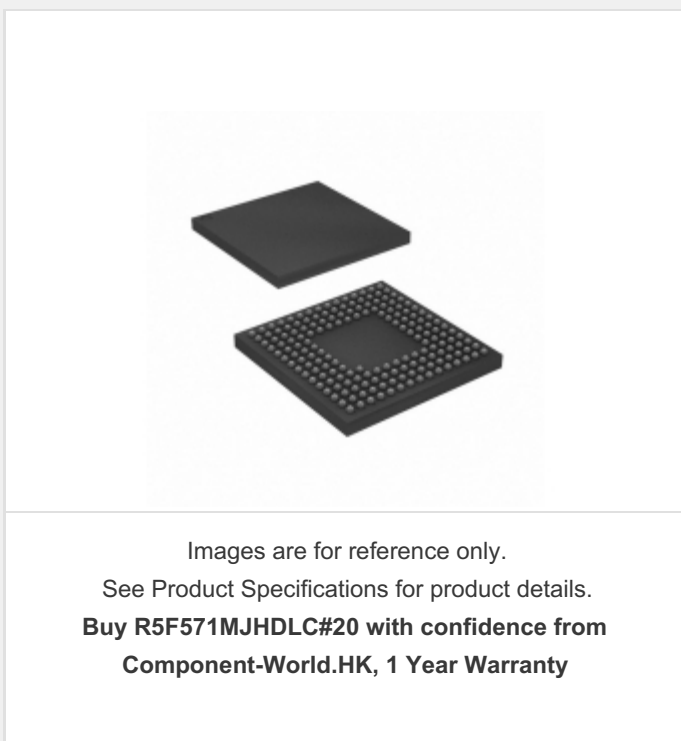 Images are for reference only.
See Product Specifications for product details.
Buy R5F571MJHDLC#20 with confidence from
Component-World.HK, 1 Year Warranty